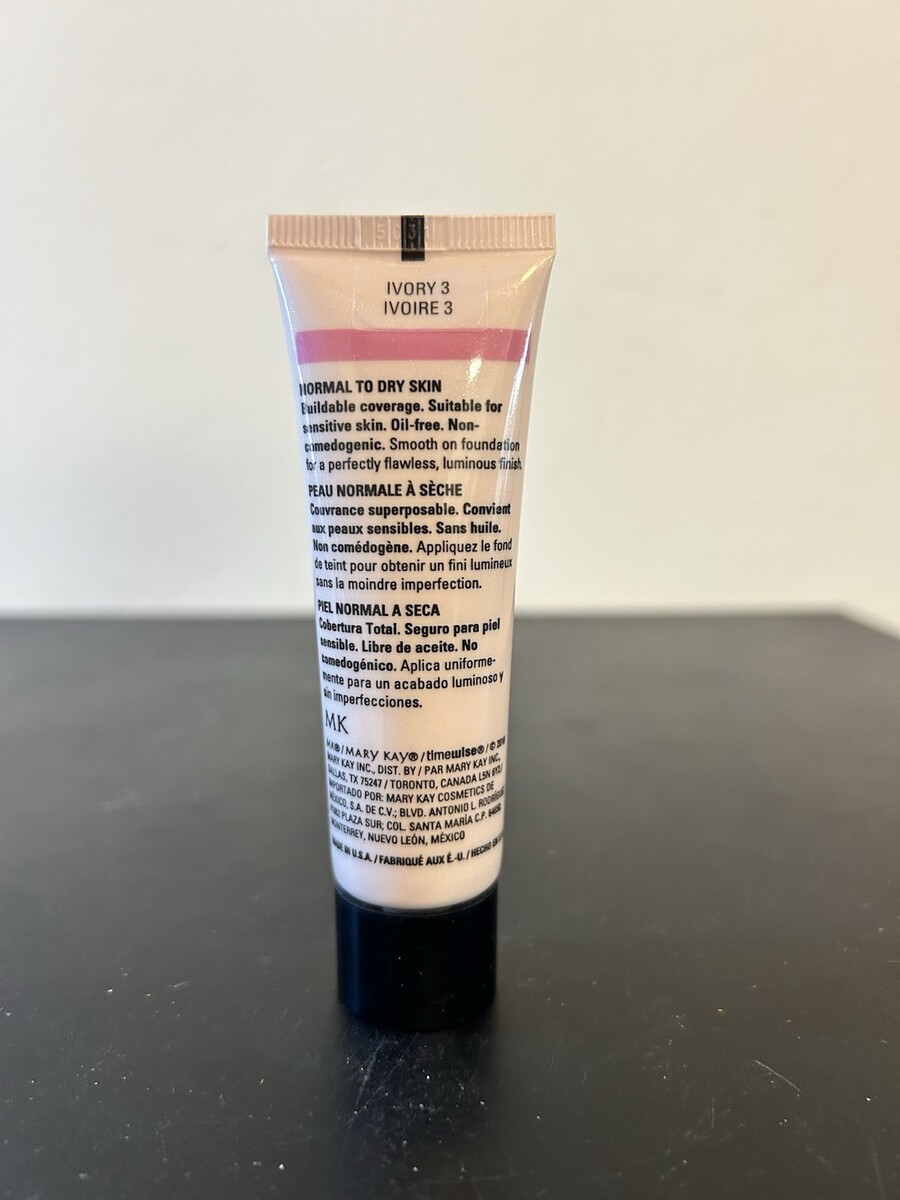 IVORY 3
IVOIRE 3
NORMAL TO DRY SKIN
Buildable coverage. Suitable for
sensitive skin. Oil-free. Non-
comedogenic. Smooth on foundation
for a perfectly flawless, luminous finish.
PEAU NORMALE À SÈCHE
Couvrance superposable. Convient
aux peaux sensibles. Sans huile.
Non comédogène. Appliquez le fond
de teint pour obtenir un fini lumineux
sans la moindre imperfection.
PIEL NORMAL A SECA
Cobertura Total. Seguro para piel
sensible. Libre de aceite. No
comedogénico. Aplica uniforme-
mente para un acabado luminoso y
sin imperfecciones.
MK
MK®/MARY KAY®/timewise®/©
MARY KAY INC., DIST. BY / PAR MARY KAY INC.,
DALLAS, TX 75247 / TORONTO, CANADA L5N
IMPORTADO POR: MARY KAY COSMETICS DE
MÉXICO, S.A. DE C.V.; BLVD. ANTONIO L. RODRÍGUEZ
PLAZA SUR; COL. SANTA MARÍA C.P.
MONTERREY, NUEVO LEÓN, MÉXICO
MADE IN U.S.A. / FABRIQUÉ AUX É.-U. / HECHO EN